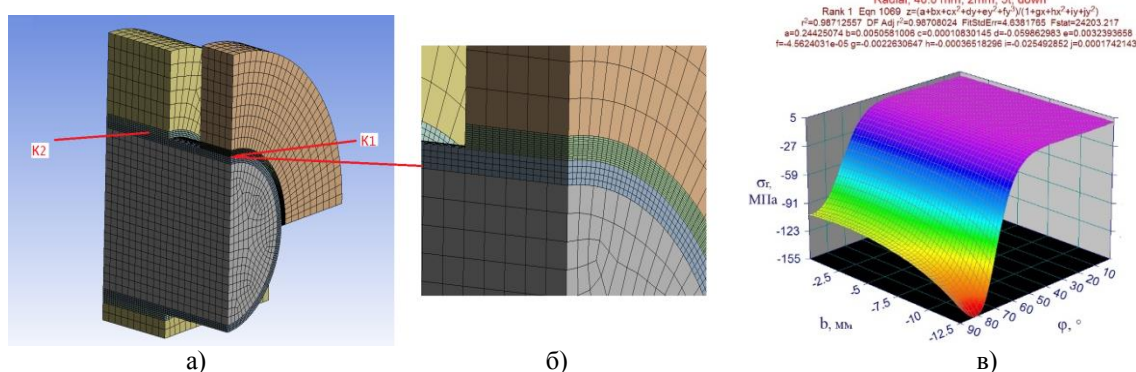 K2
K1
Rank 1 Eqn 1069 z=(a+bx+cx²+dy+ey²+fy³)/(1+gx+hx²+iy+jy²)
r²=0.98712557 DF Adj r²=0.98708024 FitStdErr=4.6381765 Fstat=24203.217
a=0.24425074 b=0.0050581006 c=0.00010830145 d=-0.059862983 e=0.0032393658
f=-4.5624031e-05 g=-0.0022630647 h=-0.00036518296 i=-0.025492852 j=0.0001742143
5
-27
-59
-91
-123
-155
σr,
МПа
-2.5
-5
-7.5
-10
-12.5
b, мм
90 80 70 60 50 40 30 20 10
φ, °
а)
б)
в)